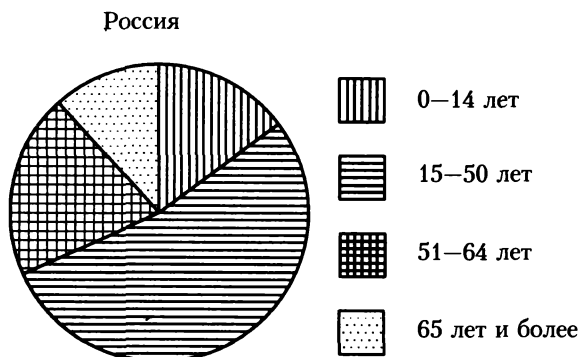 Россия
0—14 лет
15—50 лет
51—64 лет
65 лет и более